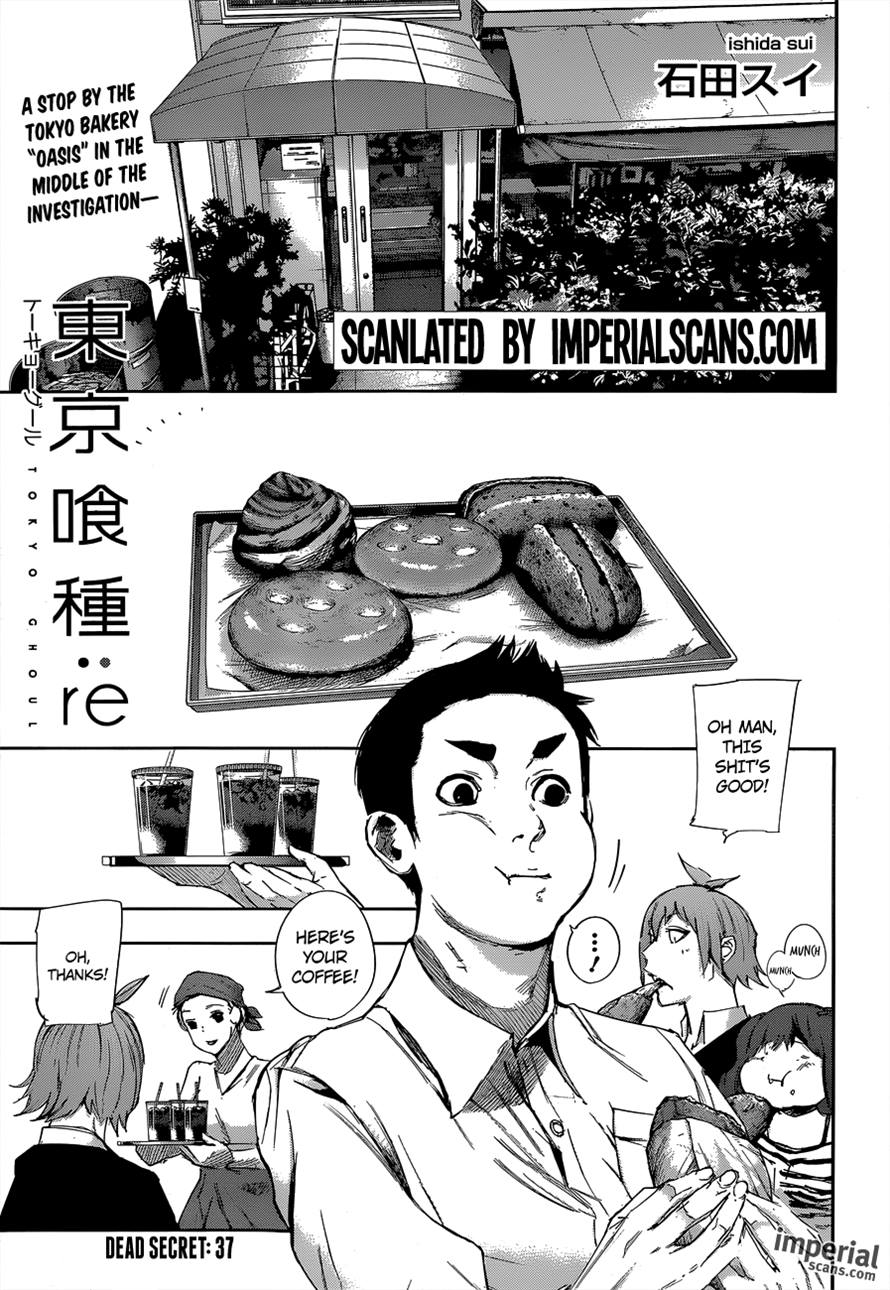 ishida sui
石田スイ
A STOP BY THE
TOKYO BAKERY
"OASIS" IN THE
MIDDLE OF THE
INVESTIGATION—
SCANLATED BY IMPERIALSCANS.COM
東京喰種:re
トーキョーグール
TOKYO GHOUL
OH MAN,
THIS
SHIT'S
GOOD!
HERE'S
YOUR
COFFEE!
OH,
THANKS!
...!
MUNCH
MUNCH
DEAD SECRET: 37
imperial
scans.com